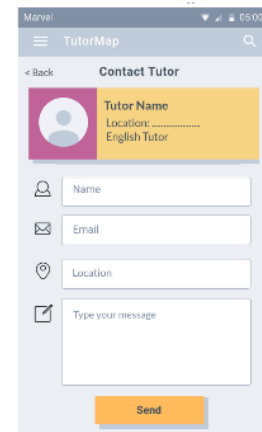 Marvel 05:00
TutorMap
< Back Contact Tutor
Tutor Name
Location: ...................
English Tutor
Name
Email
Location
Type your message
Send